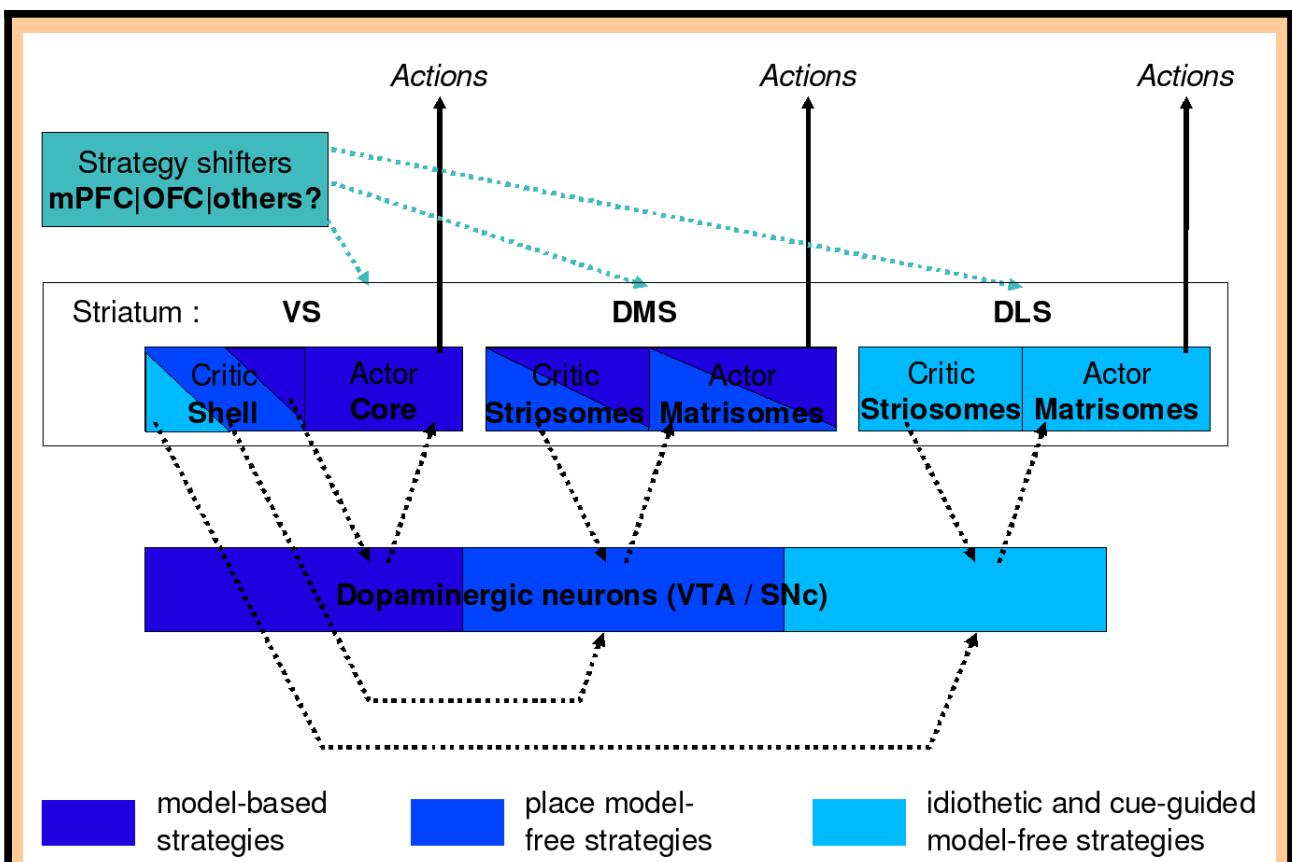 Actions Actions Actions
Strategy shifters
mPFC|OFC|others?
Striatum : VS DMS DLS
Critic Actor Critic Actor Critic Actor
Shell Core Striosomes Matrisomes Striosomes Matrisomes
Dopaminergic neurons (VTA / SNc)
model-based
strategies
place model-
free strategies
idiothetic and cue-guided
model-free strategies